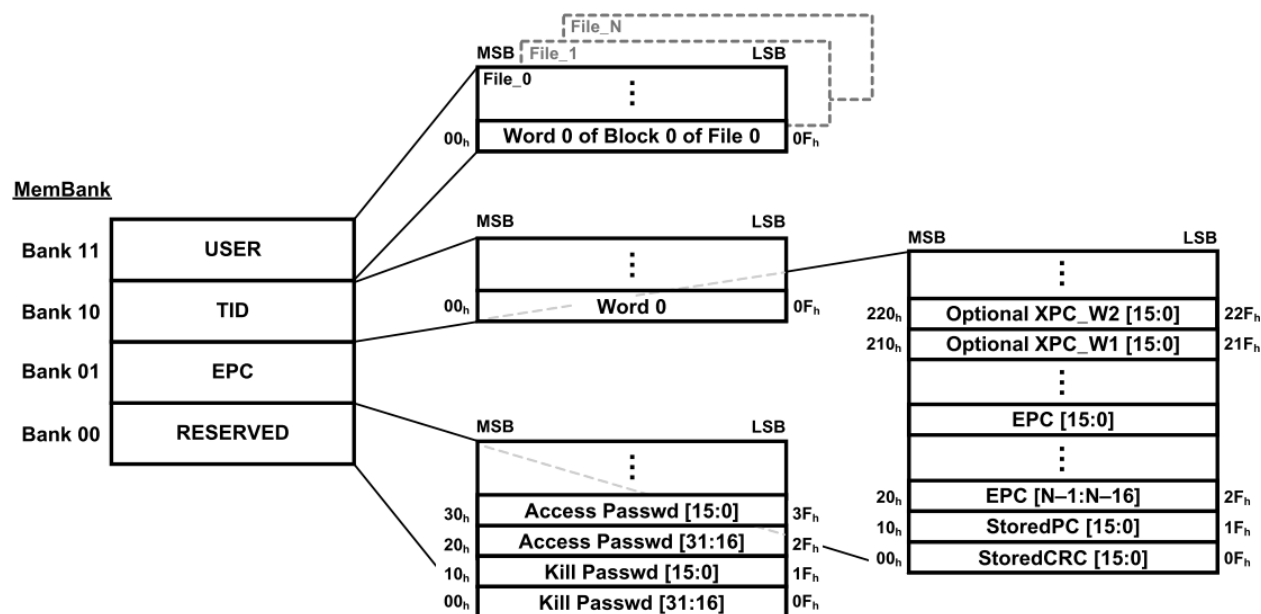 File_N
MSB File_1 LSB
File_0
⋮
00h Word 0 of Block 0 of File 0 0Fh
MemBank
Bank 11 USER
Bank 10 TID
Bank 01 EPC
Bank 00 RESERVED
MSB LSB
⋮
00h Word 0 0Fh
MSB LSB
⋮
30h Access Passwd [15:0] 3Fh
20h Access Passwd [31:16] 2Fh
10h Kill Passwd [15:0] 1Fh
00h Kill Passwd [31:16] 0Fh
MSB LSB
⋮
220h Optional XPC_W2 [15:0] 22Fh
210h Optional XPC_W1 [15:0] 21Fh
⋮
EPC [15:0]
⋮
20h EPC [N–1:N–16] 2Fh
10h StoredPC [15:0] 1Fh
00h StoredCRC [15:0] 0Fh